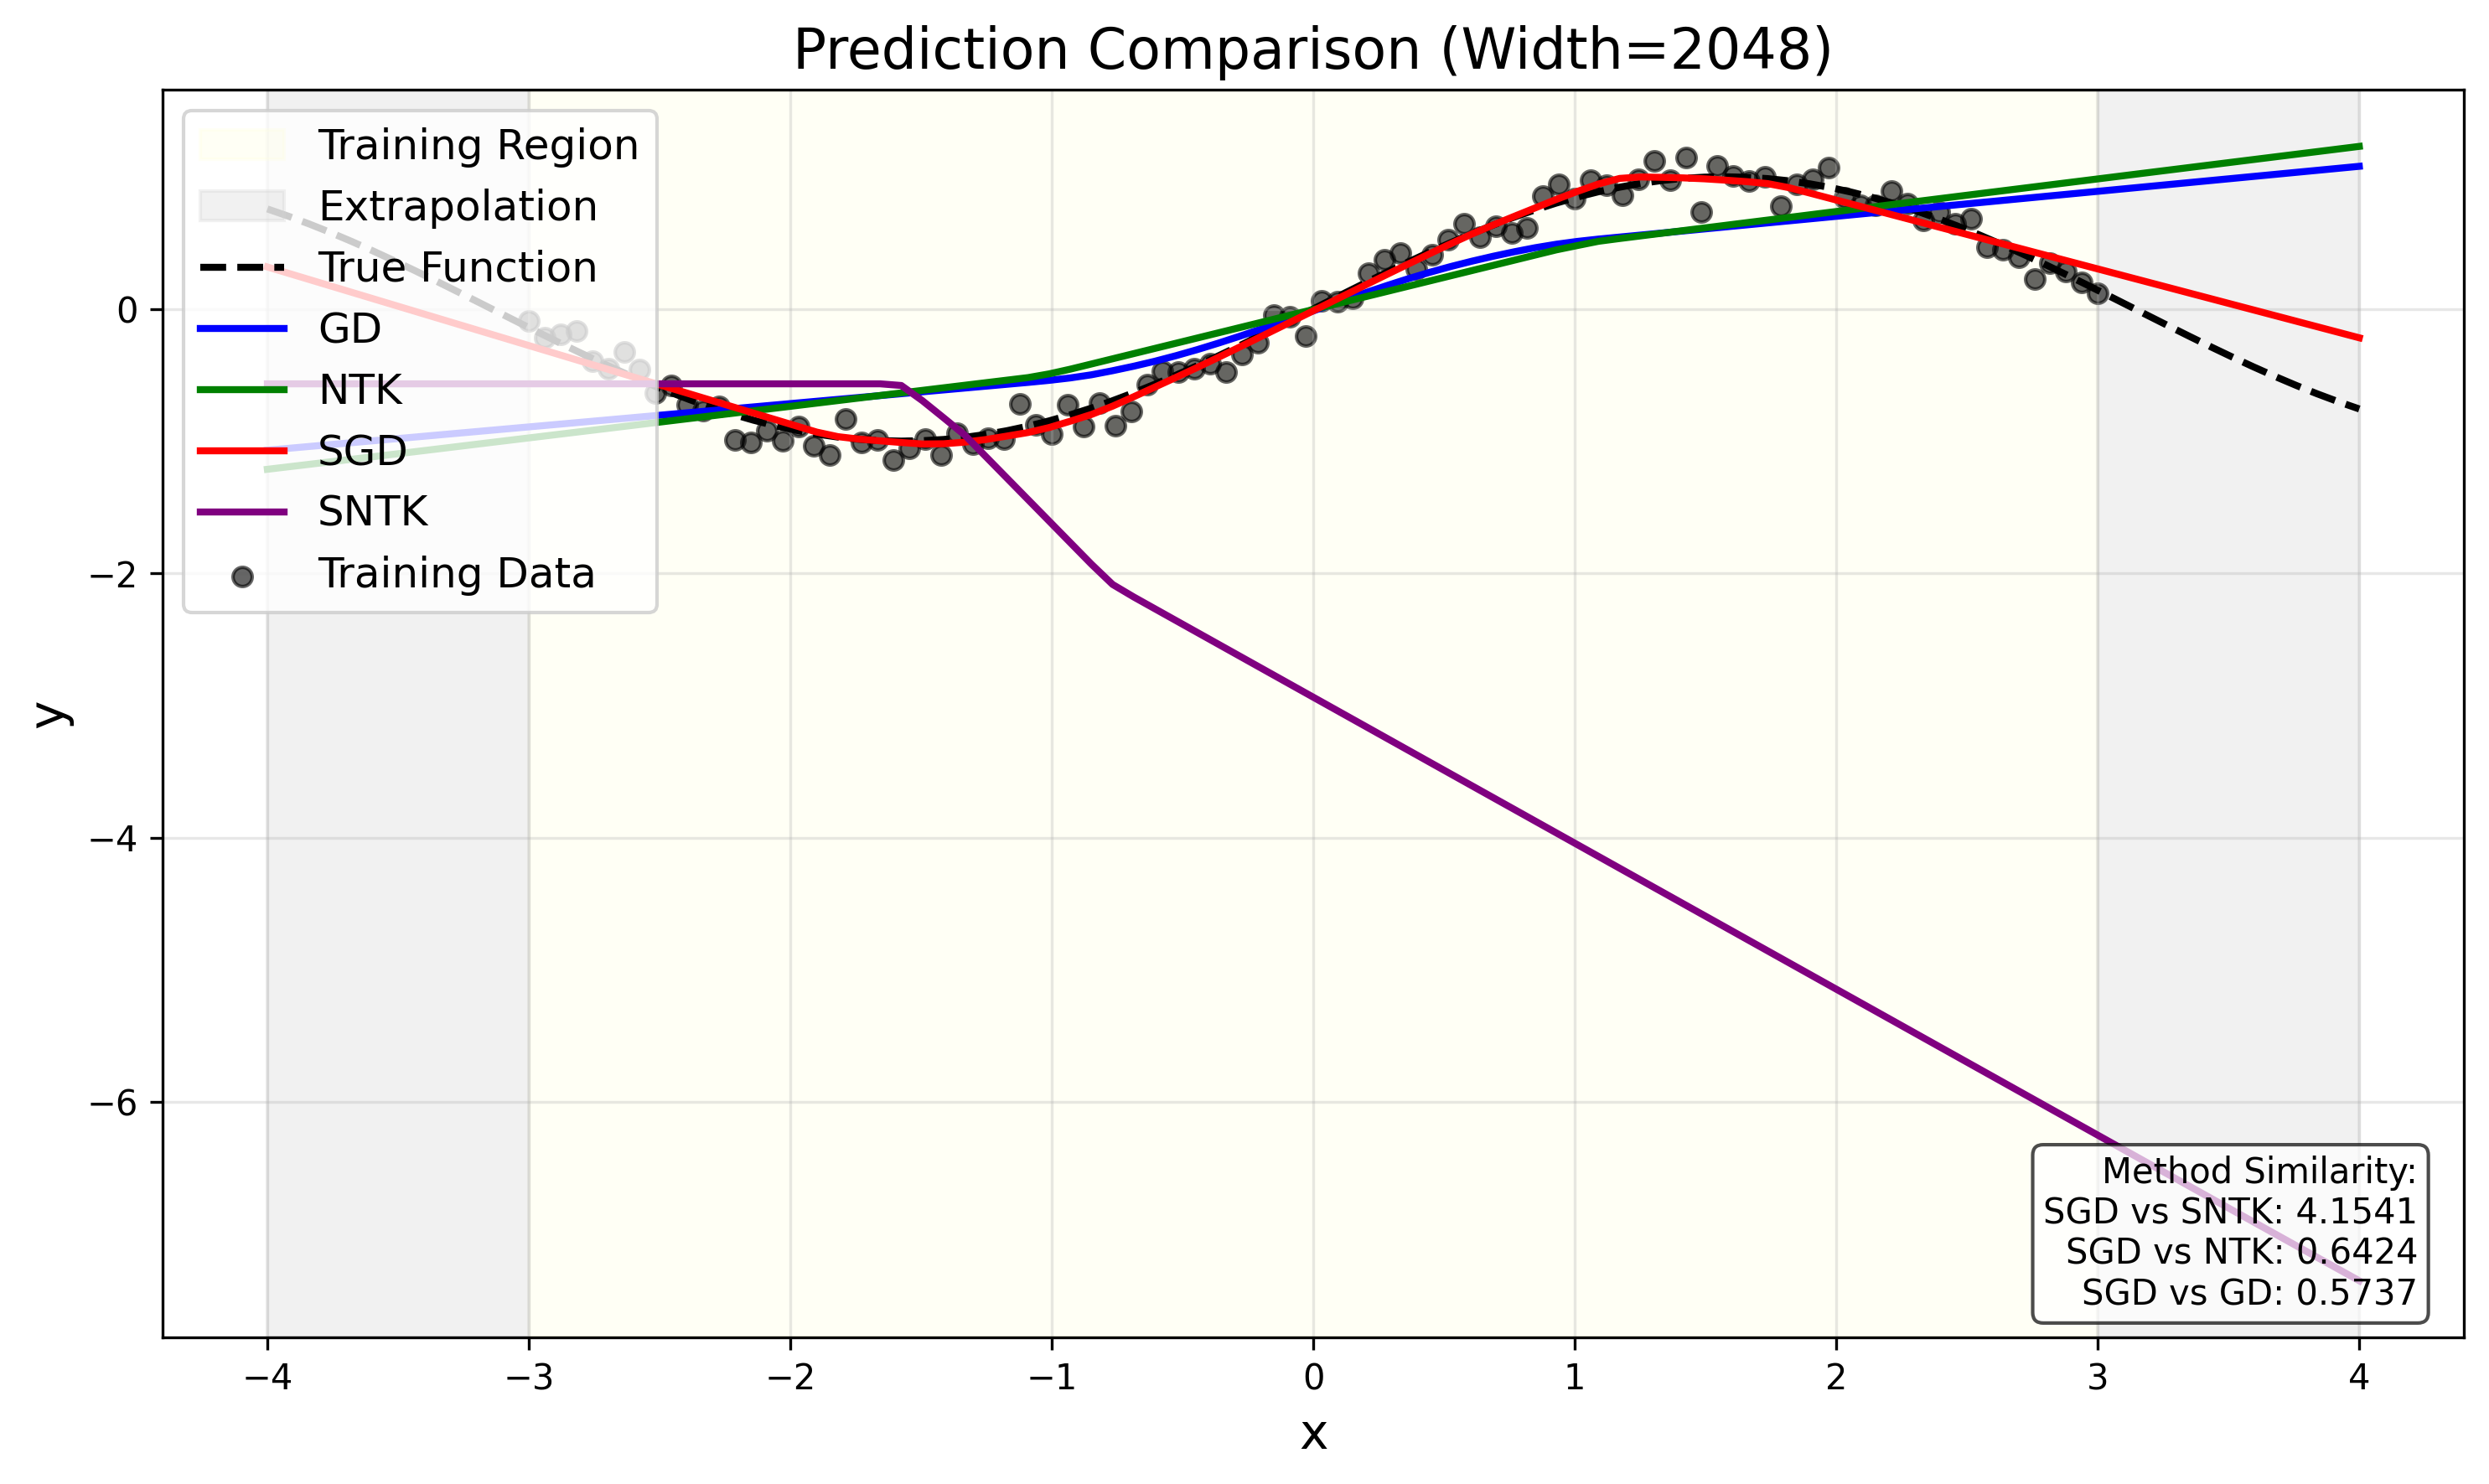 Prediction Comparison (Width=2048)
Training Region
Extrapolation
True Function
GD
NTK
SGD
SNTK
Training Data
0
−2
−4
−6
y
Method Similarity:
SGD vs SNTK: 4.1541
SGD vs NTK: 0.6424
SGD vs GD: 0.5737
−4 −3 −2 −1 0 1 2 3 4
x